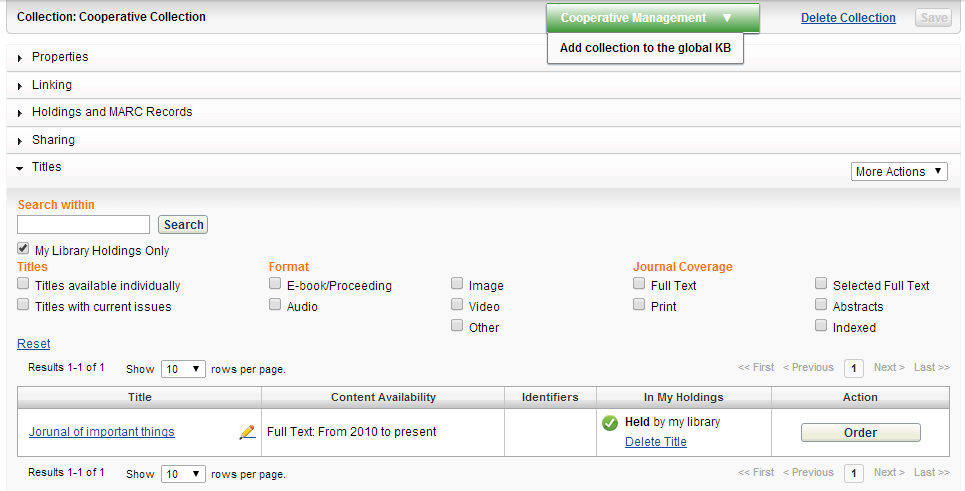 Collection: Cooperative Collection Cooperative Management ▼ Delete Collection Save
Add collection to the global KB
Properties
Linking
Holdings and MARC Records
Sharing
Titles
More Actions ▼
Search within
Search
My Library Holdings Only
Titles Format Journal Coverage
Titles available individually E-book/Proceeding Image Full Text Selected Full Text
Titles with current issues Audio Video Print Abstracts
Other Indexed
Reset
Results 1-1 of 1 Show 10 ▼ rows per page. << First < Previous 1 Next > Last >>
Title Content Availability Identifiers In My Holdings Action
Jorunal of important things Full Text: From 2010 to present Held by my library Order
Delete Title
Results 1-1 of 1 Show 10 ▼ rows per page. << First < Previous 1 Next > Last >>